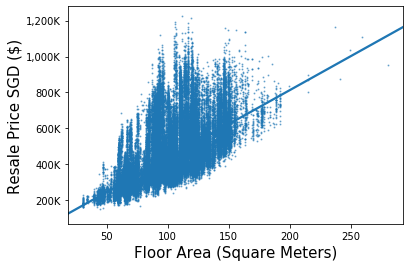 1,200K
1,000K
800K
600K
400K
200K
Resale Price SGD ($)
50
100
150
200
250
Floor Area (Square Meters)